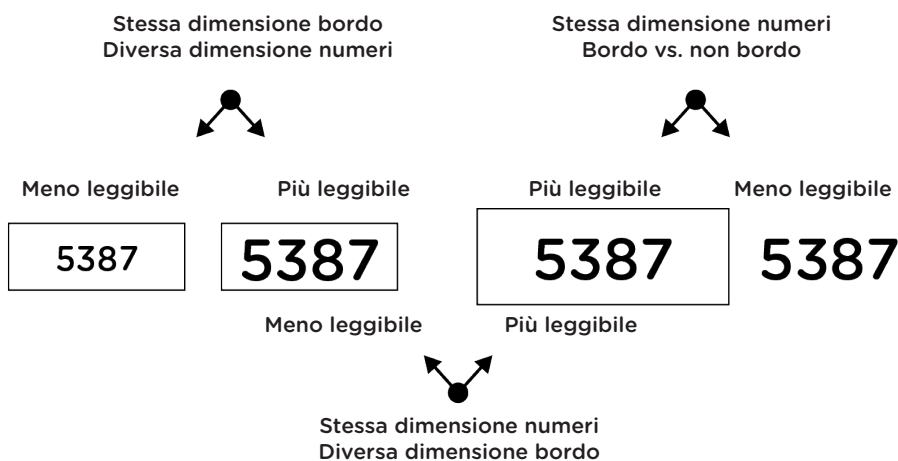 Stessa dimensione bordo
Diversa dimensione numeri
Stessa dimensione numeri
Bordo vs. non bordo
Meno leggibile
Più leggibile
Più leggibile
Meno leggibile
5387
5387
5387
5387
Meno leggibile
Più leggibile
Stessa dimensione numeri
Diversa dimensione bordo